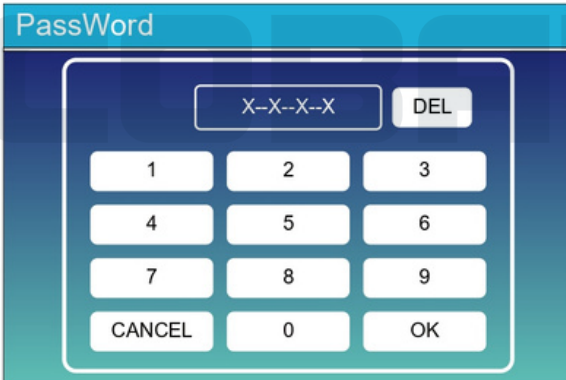 PassWord
X--X--X--X DEL
1 2 3
4 5 6
7 8 9
CANCEL 0 OK